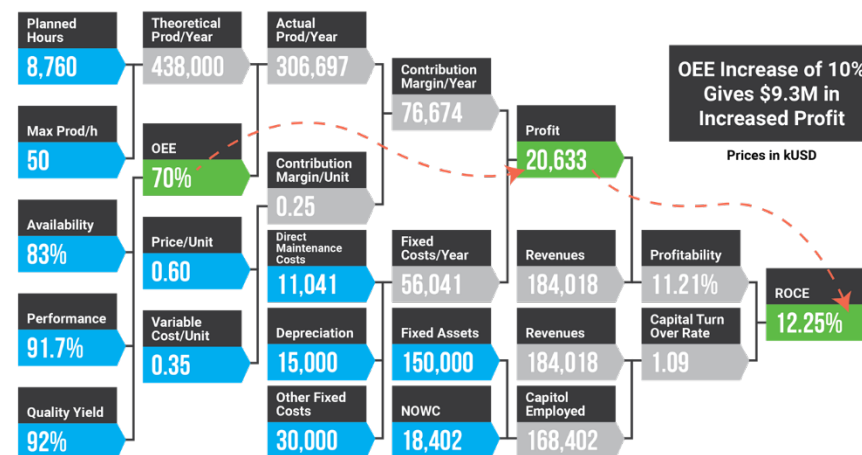 Planned
Hours
8,760
Theoretical
Prod/Year
438,000
Actual
Prod/Year
306,697
Contribution
Margin/Year
76,674
OEE Increase of 10%
Gives $9.3M in
Increased Profit
Prices in kUSD
Max Prod/h
50
OEE
70%
Contribution
Margin/Unit
0.25
Profit
20,633
Availability
83%
Price/Unit
0.60
Direct
Maintenance
Costs
11,041
Fixed
Costs/Year
56,041
Revenues
184,018
Profitability
11.21%
ROCE
12.25%
Performance
91.7%
Variable
Cost/Unit
0.35
Depreciation
15,000
Fixed Assets
150,000
Revenues
184,018
Capital Turn
Over Rate
1.09
Quality Yield
92%
Other Fixed
Costs
30,000
NOWC
18,402
Capitol
Employed
168,402